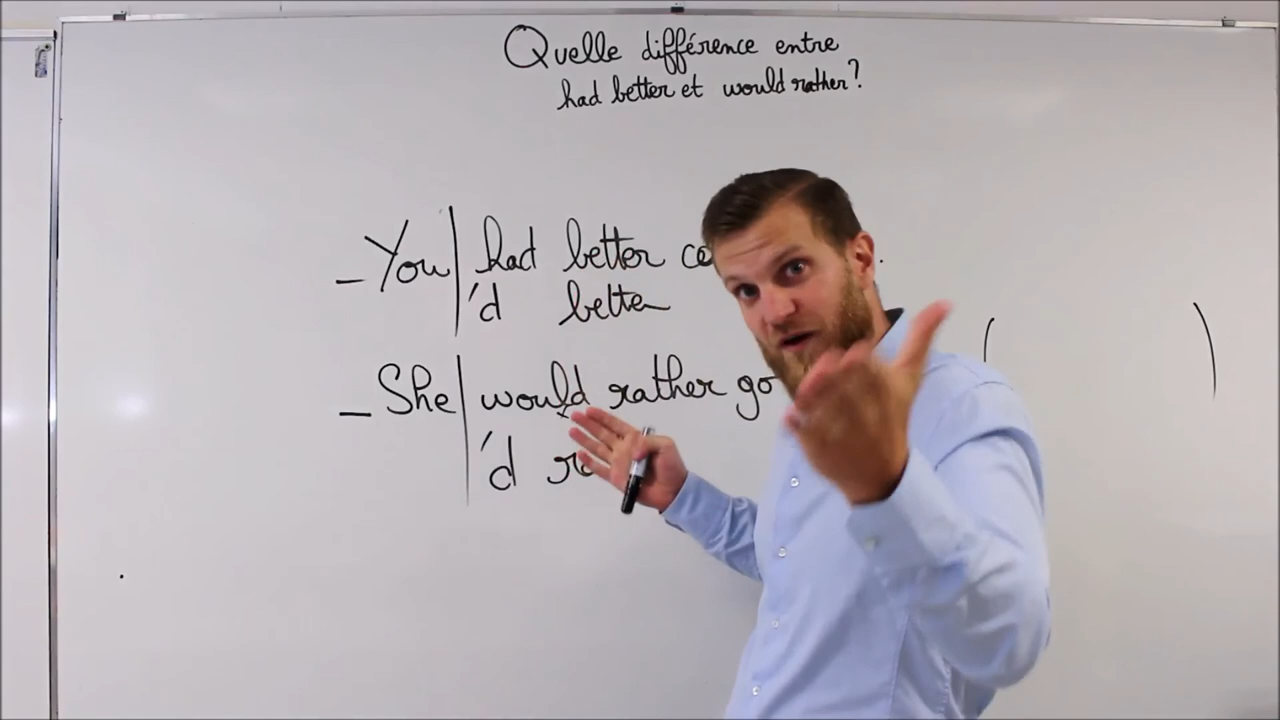 Quelle différence entre
had better et would rather?
- You | had better
'd better
- She | would rather go
'd
(            )